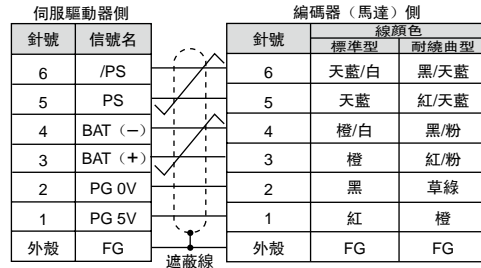 伺服驅動器側
編碼器（馬達）側
針號 信號名 針號 線顏色
標準型 耐繞曲型
6 /PS 6 天藍/白 黑/天藍
5 PS 5 天藍 紅/天藍
4 BAT（−） 4 橙/白 黑/粉
3 BAT（+） 3 橙 紅/粉
2 PG 0V 2 黑 草綠
1 PG 5V 1 紅 橙
外殼 FG 外殼 FG FG
遮蔽線